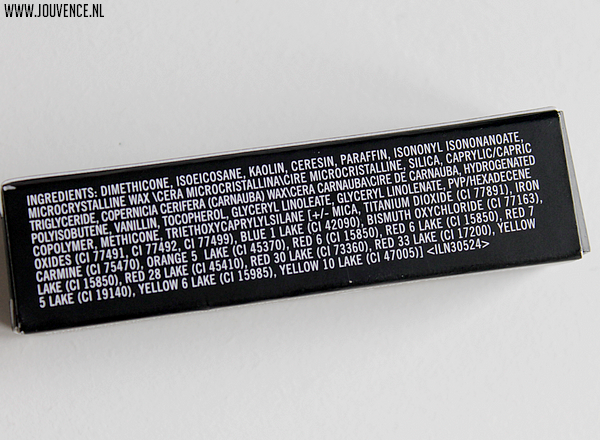 WWW.JOUVENCE.NL
INGREDIENTS: DIMETHICONE, ISOEICOSANE, KAOLIN, CERESIN, PARAFFIN, ISONONYL ISONONANOATE,
MICROCRYSTALLINE WAX \CERA MICROCRISTALLINA\CIRE MICROCRISTALLINE, SILICA, CAPRYLIC/CAPRIC
TRIGLYCERIDE, COPERNICIA CERIFERA (CARNAUBA) WAX\CERA CARNAUBA\CIRE DE CARNAUBA, HYDROGENATED
POLYISOBUTENE, VANILLIN, TOCOPHEROL, GLYCERYL LINOLEATE, GLYCERYL LINOLENATE, PVP/HEXADECENE
COPOLYMER, METHICONE, TRIETHOXYCAPRYLYLSILANE [+/- MICA, TITANIUM DIOXIDE (CI 77891), IRON
OXIDES (CI 77491, CI 77492, CI 77499), BLUE 1 LAKE (CI 42090), BISMUTH OXYCHLORIDE (CI 77163),
CARMINE (CI 75470), ORANGE 5 LAKE (CI 45370), RED 6 (CI 15850), RED 6 LAKE (CI 15850), RED 7
LAKE (CI 15850), RED 28 LAKE (CI 45410), RED 30 LAKE (CI 73360), RED 33 LAKE (CI 17200), YELLOW
5 LAKE (CI 19140), YELLOW 6 LAKE (CI 15985), YELLOW 10 LAKE (CI 47005)] <ILN30524>